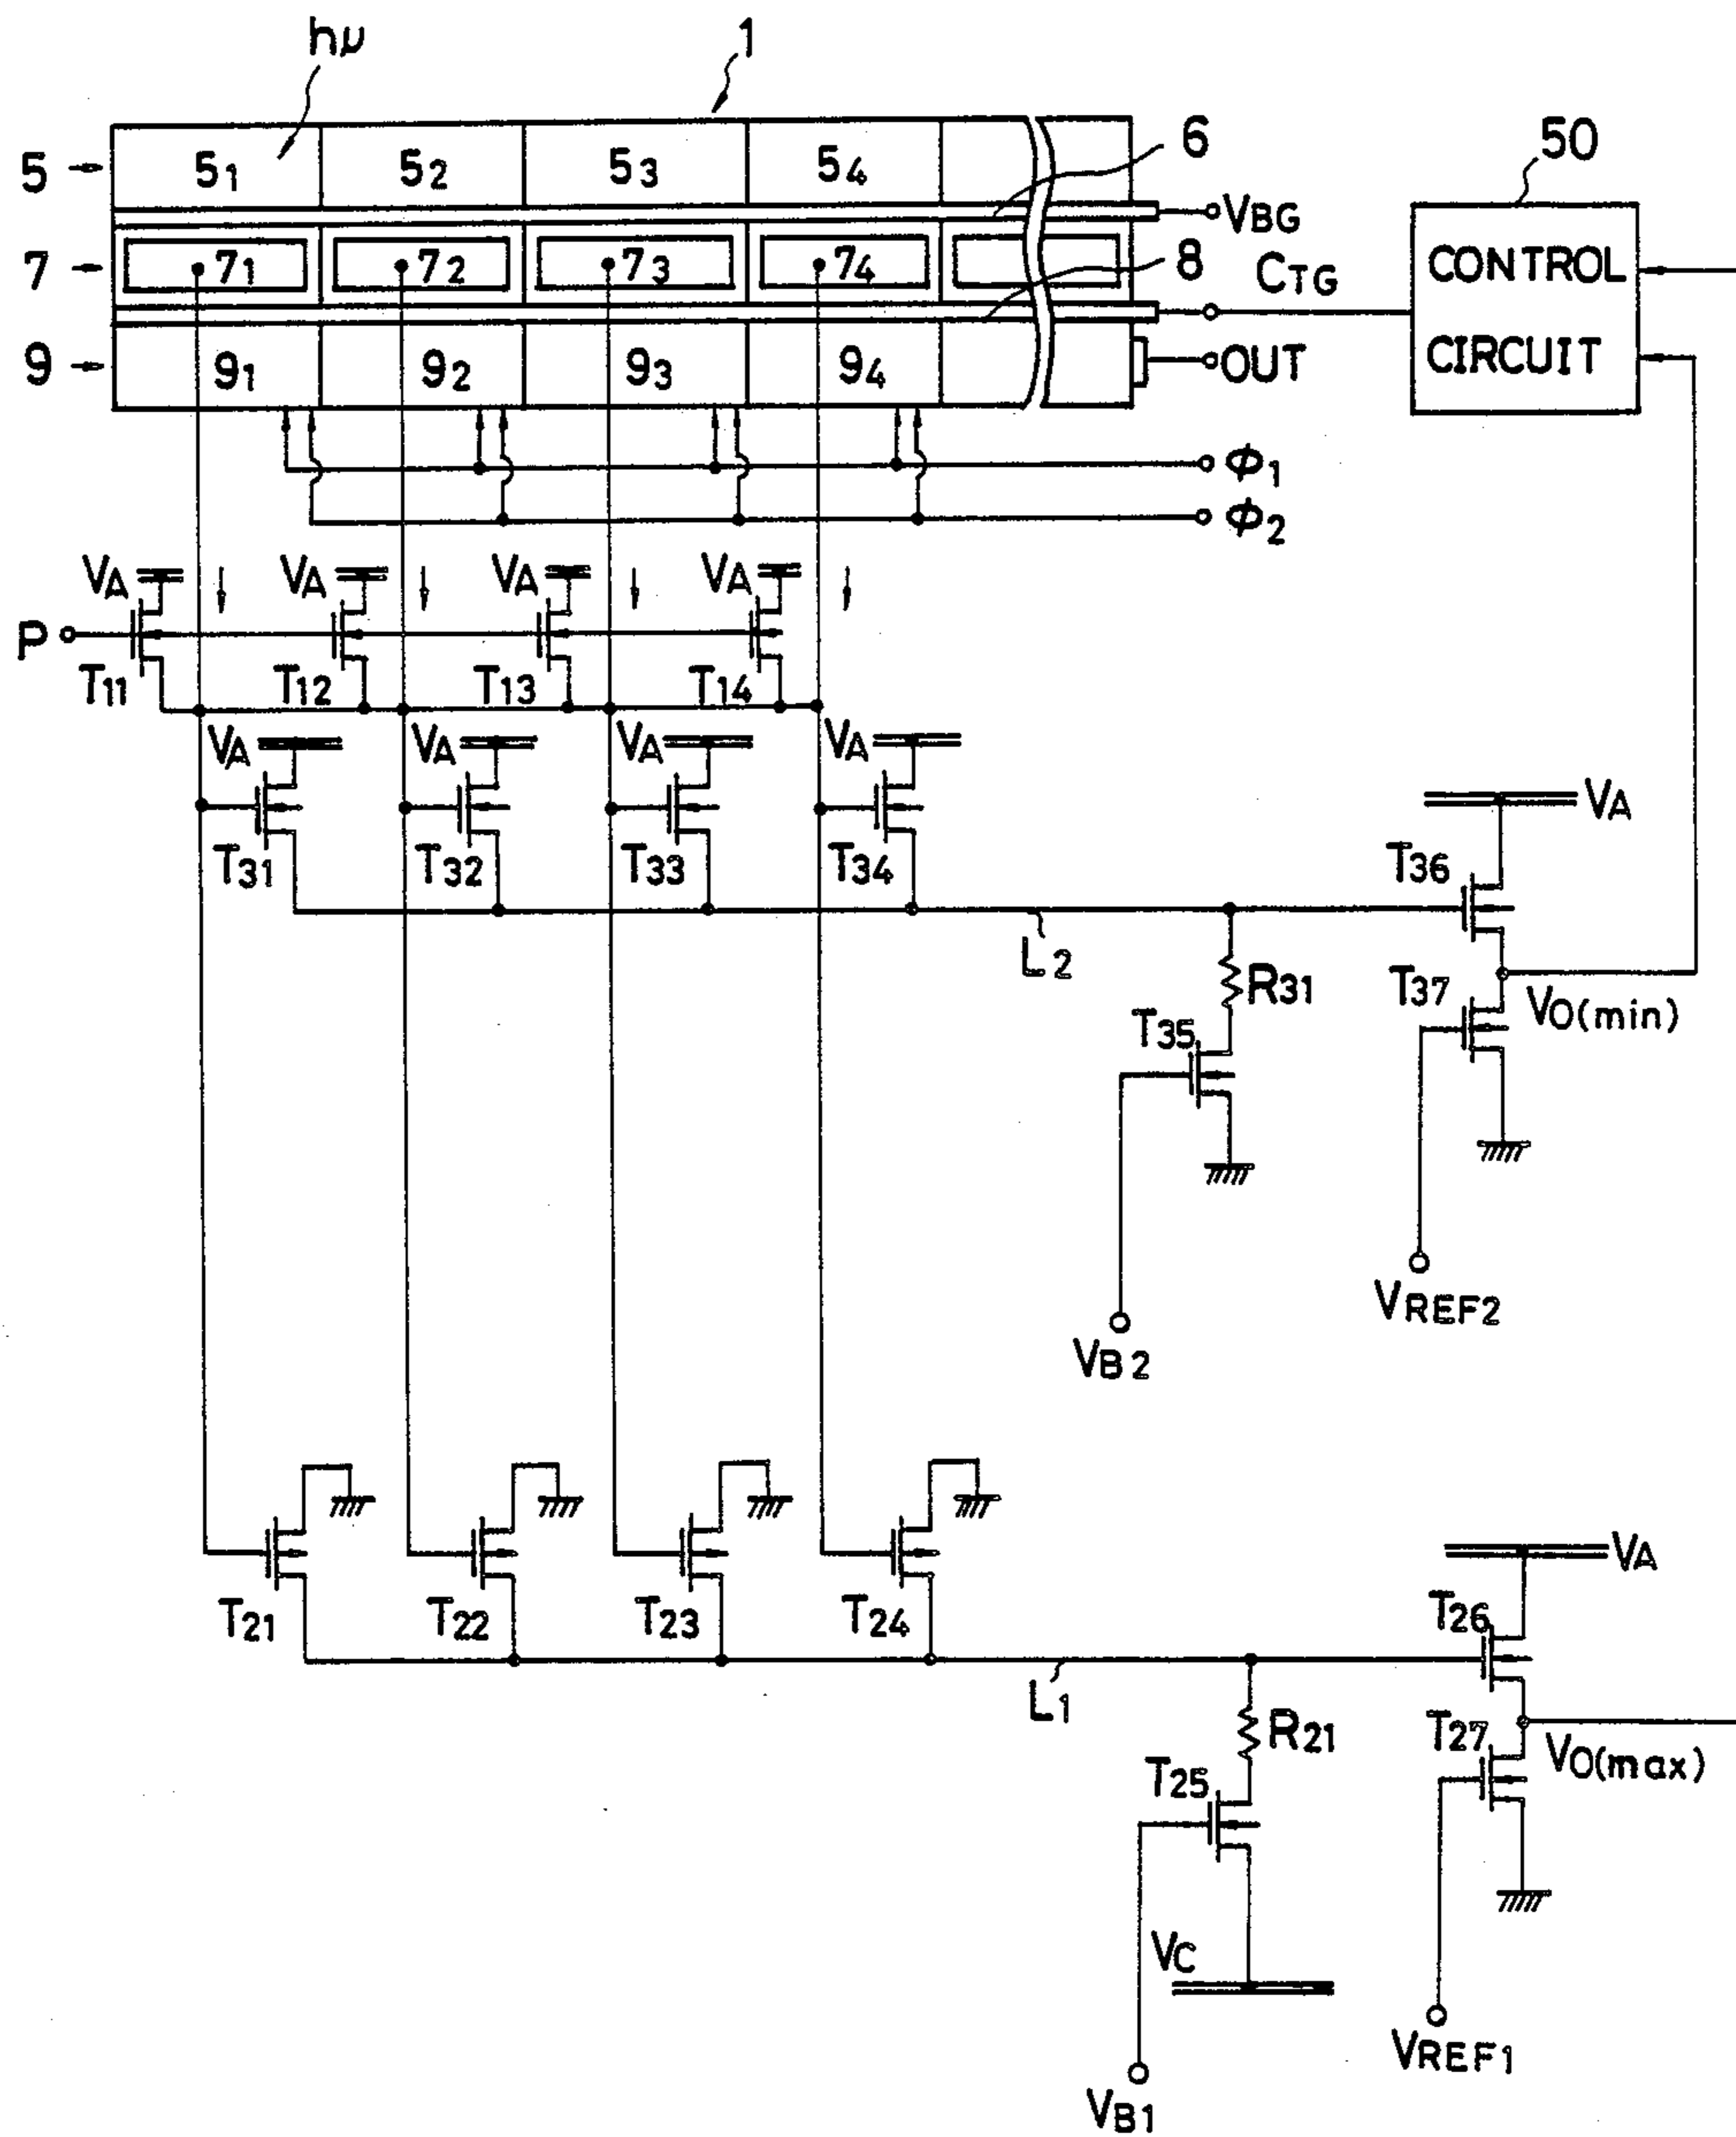 hμ
1
5 5₁ 5₂ 5₃ 5₄ 6 50
VBG
7 7₁ 7₂ 7₃ 7₄ 8 CTG
CONTROL
CIRCUIT
9 9₁ 9₂ 9₃ 9₄ OUT
Φ₁
Φ₂
VA VA VA VA
P
T11 T12 T13 T14
VA VA VA VA
VA
T31 T32 T33 T34 T36
L2
R31 T37 VO(min)
T35
VREF2
VB2
VA
T21 T22 T23 T24 T26
L1
R21 T27 VO(max)
T25
VC
VREF1
VB1